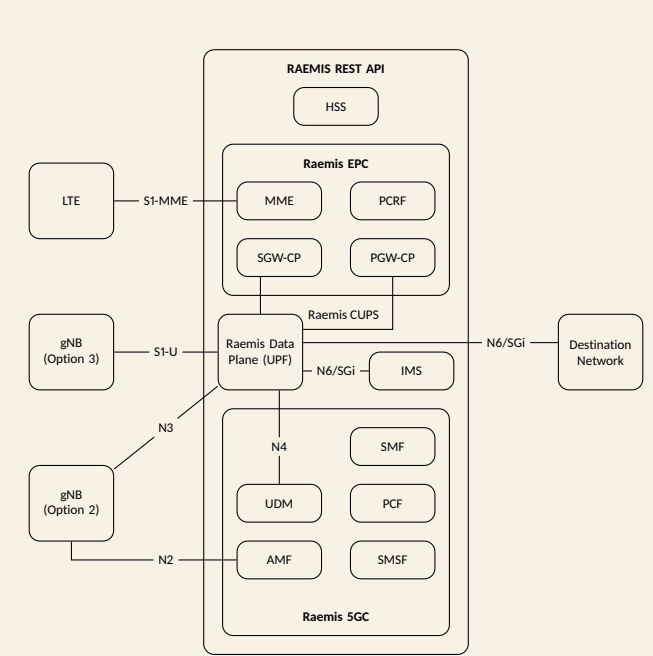 RAEMIS REST API
HSS
Raemis EPC
LTE
S1-MME
MME
PCRF
SGW-CP
PGW-CP
Raemis CUPS
gNB
(Option 3)
S1-U
Raemis Data
Plane (UPF)
N6/SGi
Destination
Network
N6/SGi
IMS
N3
N4
SMF
gNB
(Option 2)
UDM
PCF
N2
AMF
SMSF
Raemis 5GC